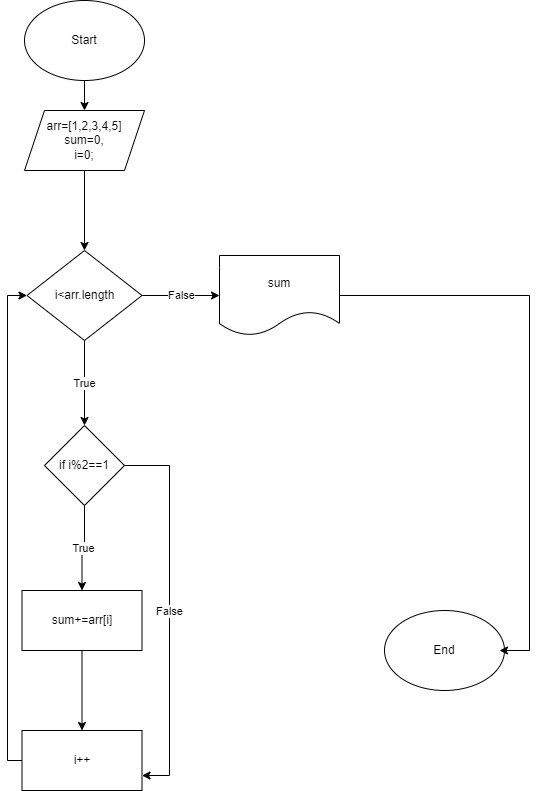 Start
arr=[1,2,3,4,5]
sum=0,
i=0;
i<arr.length
False
sum
True
if i%2==1
True
sum+=arr[i]
False
End
i++